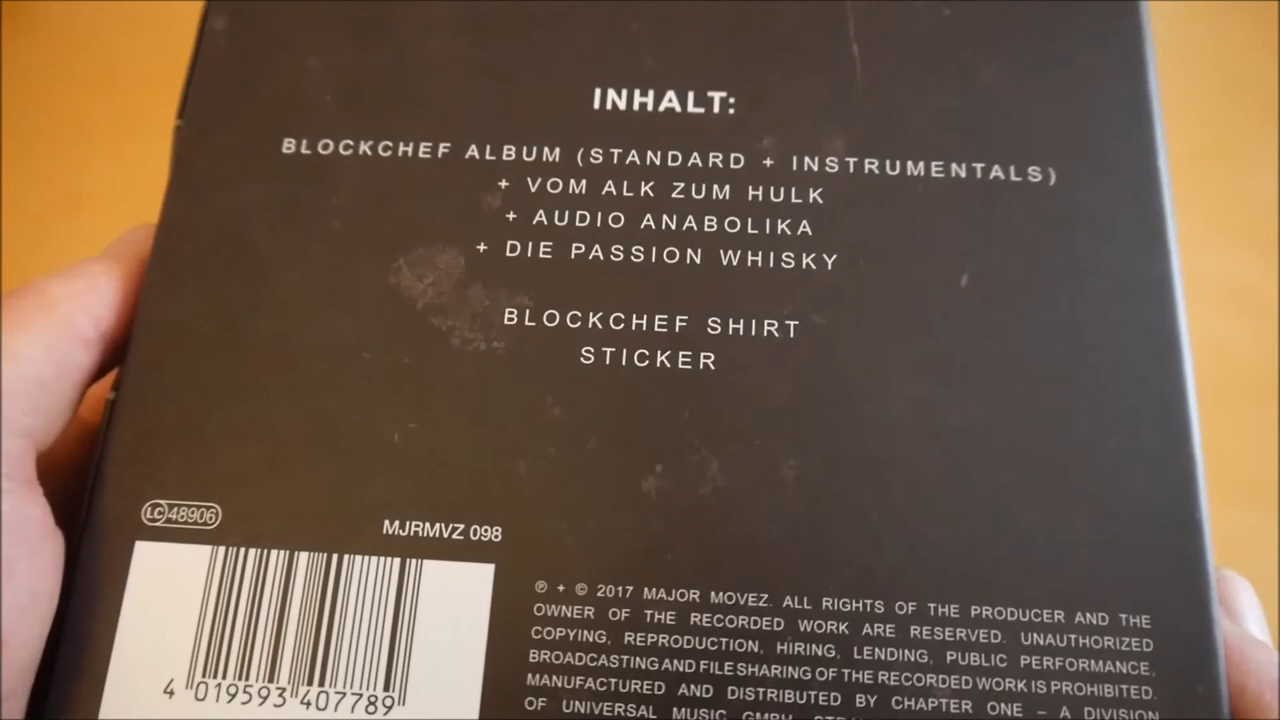 INHALT:
BLOCKCHEF ALBUM (STANDARD + INSTRUMENTALS)
+ VOM ALK ZUM HULK
+ AUDIO ANABOLIKA
+ DIE PASSION WHISKY
BLOCKCHEF SHIRT
STICKER
LC 48906
MJRMVZ 098
4 019593 407789
℗ + © 2017 MAJOR MOVEZ. ALL RIGHTS OF THE PRODUCER AND THE
OWNER OF THE RECORDED WORK ARE RESERVED. UNAUTHORIZED
COPYING, REPRODUCTION, HIRING, LENDING, PUBLIC PERFORMANCE,
BROADCASTING AND FILESHARING OF THE RECORDED WORK IS PROHIBITED.
MANUFACTURED AND DISTRIBUTED BY CHAPTER ONE – A DIVISION
OF UNIVERSAL MUSIC GMBH,